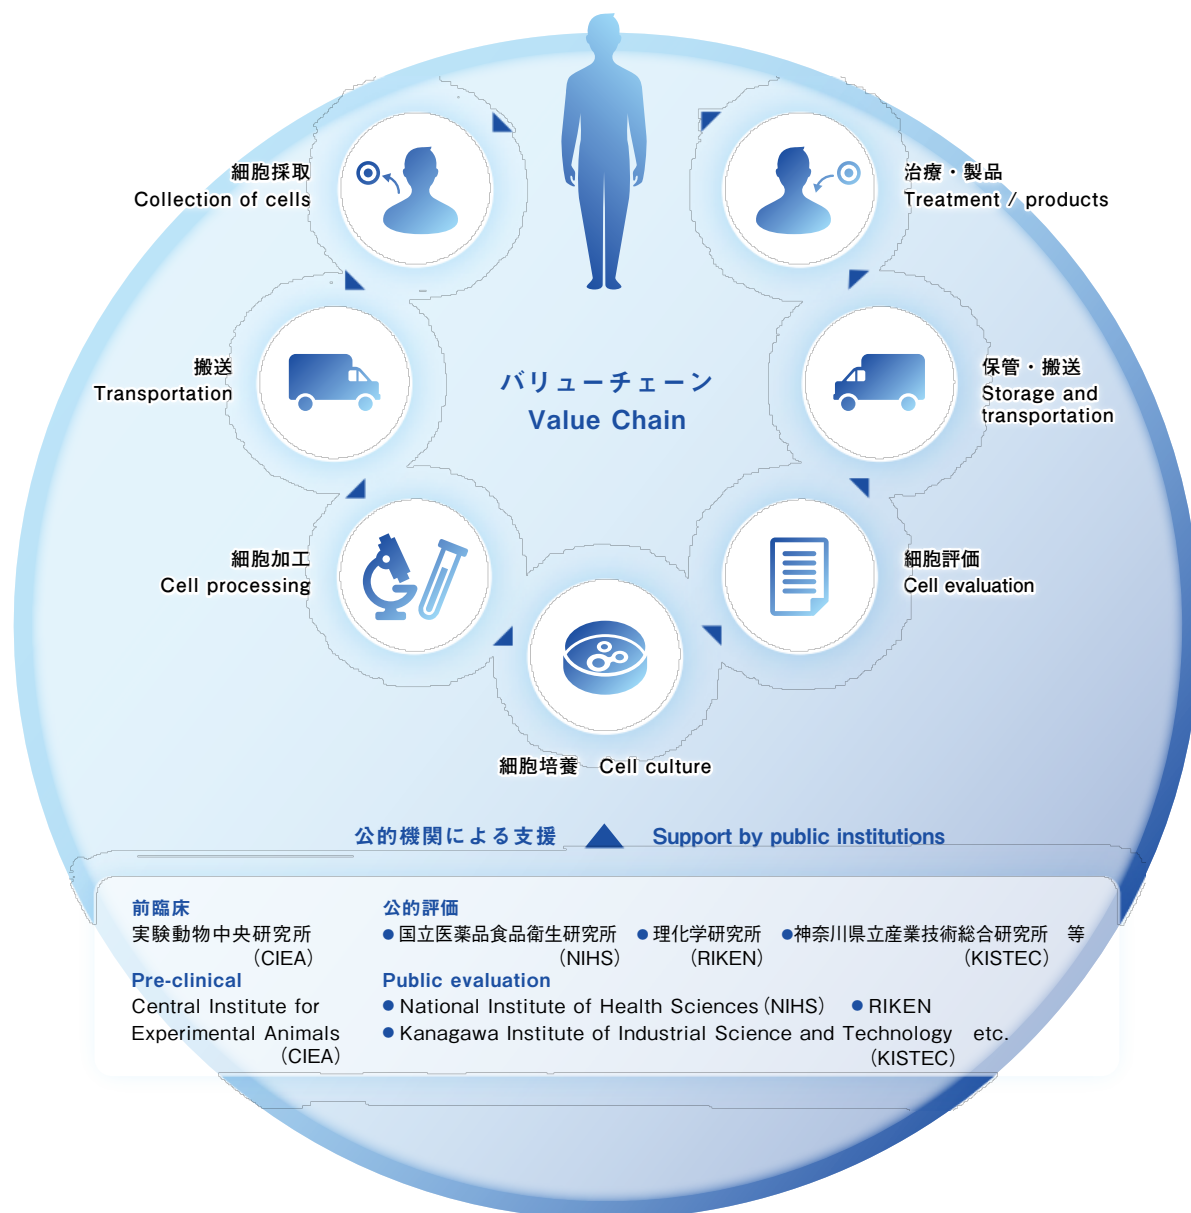 細胞採取
Collection of cells
治療・製品
Treatment / products
搬送
Transportation
バリューチェーン
Value Chain
保管・搬送
Storage and
transportation
細胞加工
Cell processing
細胞評価
Cell evaluation
細胞培養　Cell culture
公的機関による支援　Support by public institutions
前臨床
実験動物中央研究所
（CIEA）
Pre-clinical
Central Institute for
Experimental Animals
（CIEA）
公的評価
●国立医薬品食品衛生研究所　●理化学研究所　●神奈川県立産業技術総合研究所　等
（NIHS）　（RIKEN）　（KISTEC）
Public evaluation
●National Institute of Health Sciences（NIHS）　●RIKEN
●Kanagawa Institute of Industrial Science and Technology　etc.
（KISTEC）